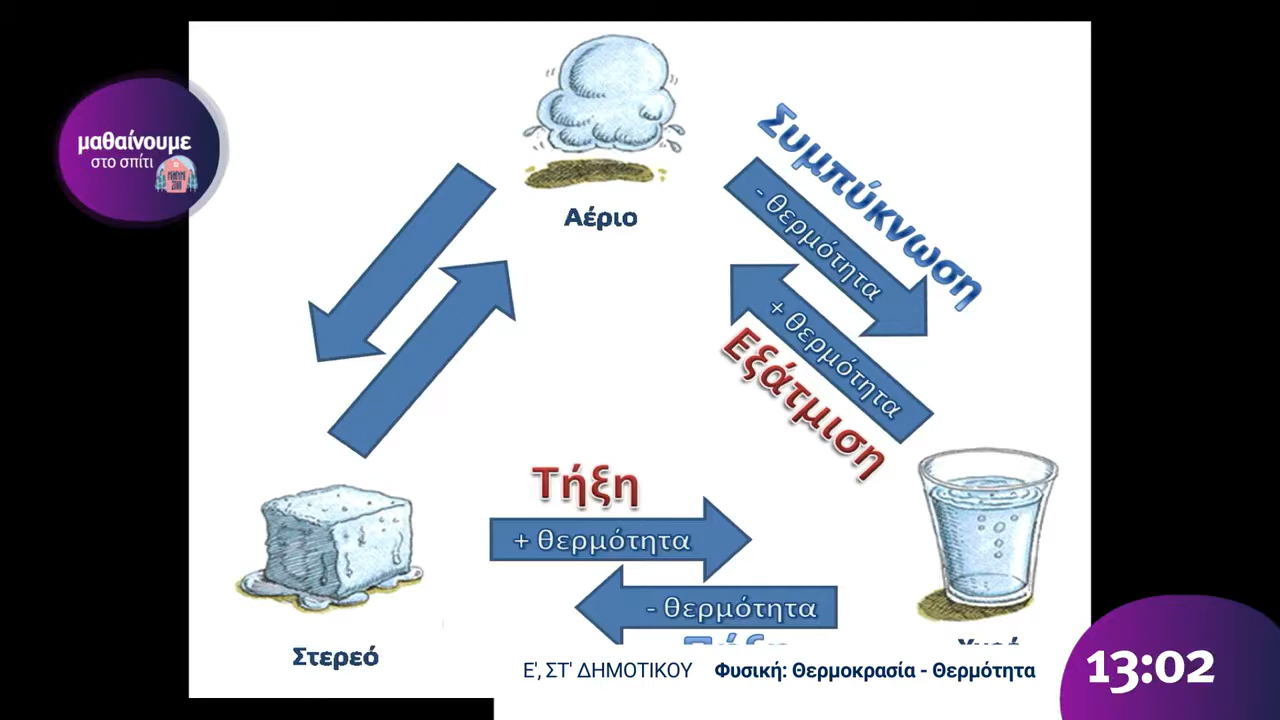 μαθαίνουμε
στο σπίτι
Αέριο
Συμπύκνωση
- θερμότητα
+ θερμότητα
Εξάτμιση
Τήξη
+ θερμότητα
- θερμότητα
Στερεό
Ε', ΣΤ' ΔΗΜΟΤΙΚΟΥ Φυσική: Θερμοκρασία - Θερμότητα
13:02